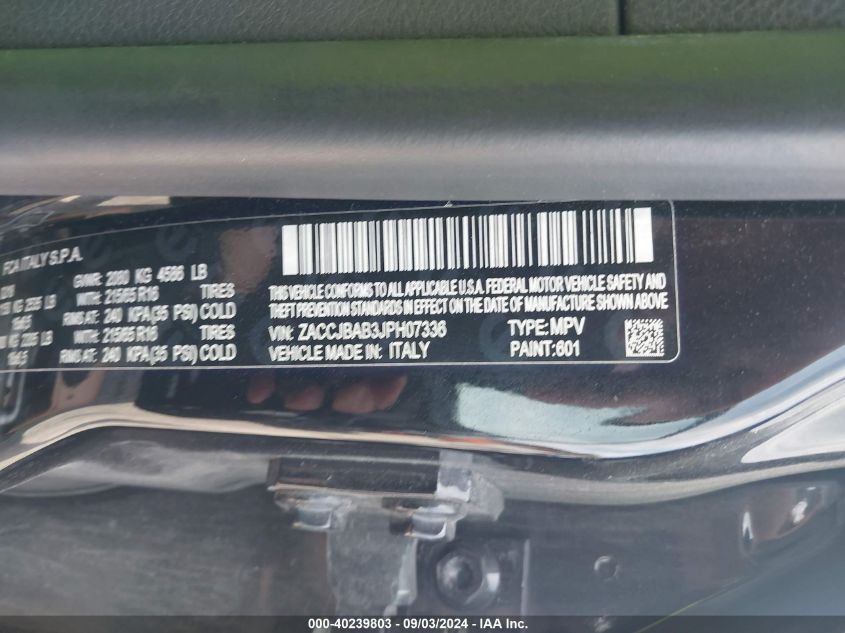 FCA ITALY S.P.A.
GVWR: 2080 KG 4586 LB
WITH: 215/65 R16 TIRES
RIMS AT: 240 KPA(35 PSI) COLD
WITH: 215/65 R16 TIRES
RIMS AT: 240 KPA(35 PSI) COLD
THIS VEHICLE CONFORMS TO ALL APPLICABLE U.S.A. FEDERAL MOTOR VEHICLE SAFETY AND
THEFT PREVENTION STANDARDS IN EFFECT ON THE DATE OF MANUFACTURE SHOWN ABOVE.
VIN: ZACCJBAB3JPH07336 TYPE: MPV
VEHICLE MADE IN: ITALY PAINT:601
000-40239803 - 09/03/2024 - IAA Inc.